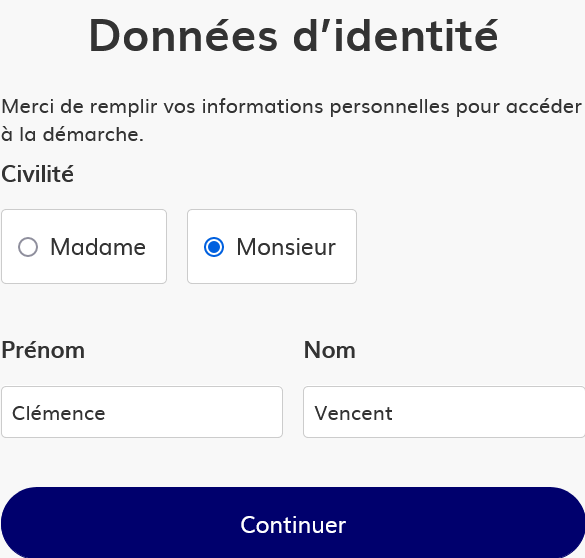 Données d’identité
Merci de remplir vos informations personnelles pour accéder
à la démarche.
Civilité
Madame
Monsieur
Prénom
Nom
Clémence
Vencent
Continuer